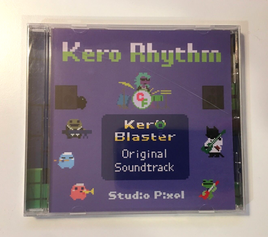 Kero Rhythm
C F
Kero
Blaster
Original
Soundtrack
Studio Pixel